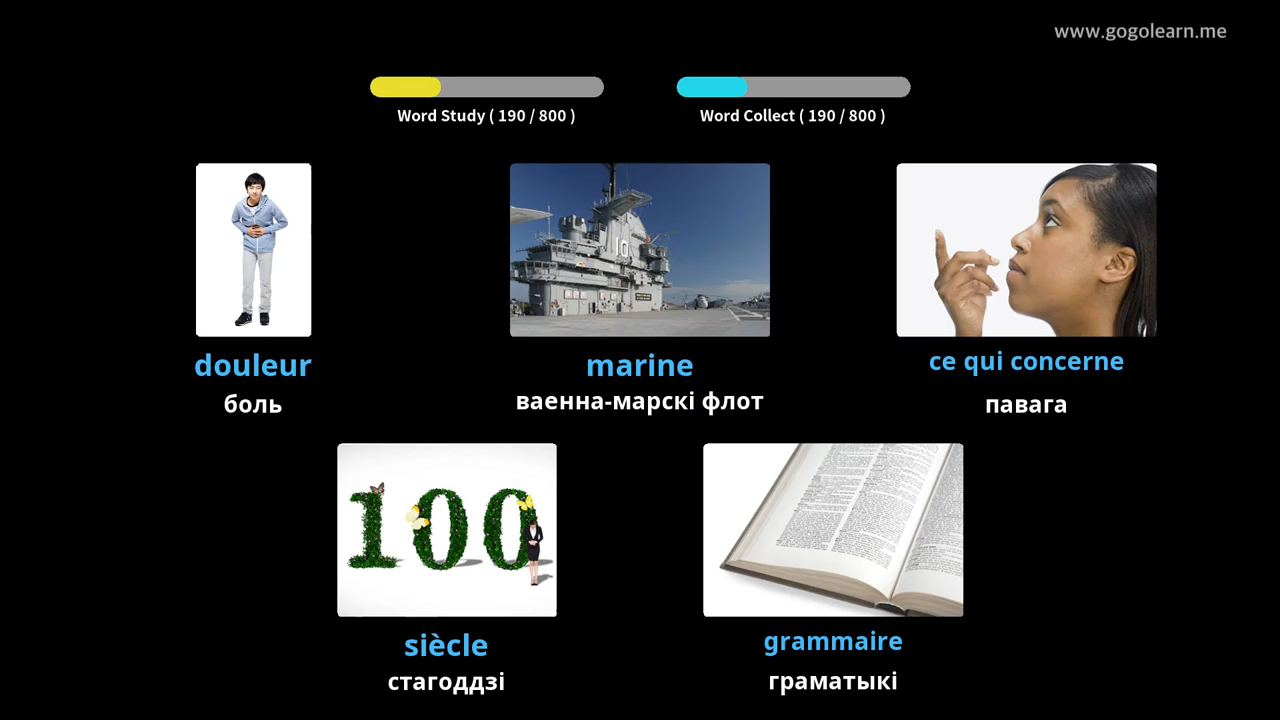 www.gogolearn.me
Word Study ( 190 / 800 )
Word Collect ( 190 / 800 )
douleur
боль
marine
ваенна-марскі флот
ce qui concerne
павага
100
siècle
стагоддзі
grammaire
граматыкі